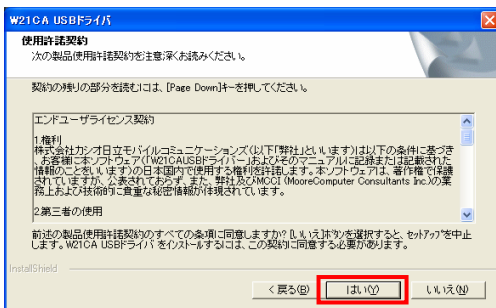 W21CA USBドライバ
使用許諾契約
次の製品使用許諾契約を注意深くお読みください。
契約の残りの部分を読むには、[Page Down]キーを押してください。
エンドユーザライセンス契約
1.権利
株式会社カシオ日立モバイルコミュニケーションズ(以下「弊社」といいます)は以下の条件に基づき
、お客様に本ソフトウェア(「W21CAUSBドライバー」およびそのマニュアルに記録または記載された
情報のことをいいます)の日本国内で使用する権利を許諾します。本ソフトウェアは、著作権で保護
されていますが、公表されておらず、また、弊社及びMCCI (MooreComputer Consultants Inc.)の業
務上および技術的に貴重な秘密情報が付現されています。
2.第三者の使用
前述の製品使用許諾契約のすべての条項に同意しますか? [いいえ]ボタンを選択すると、セットアップを中止
します。W21CA USBドライバ をインストールするには、この契約に同意する必要があります。
InstallShield
< 戻る(B)
はい(Y)
いいえ(N)